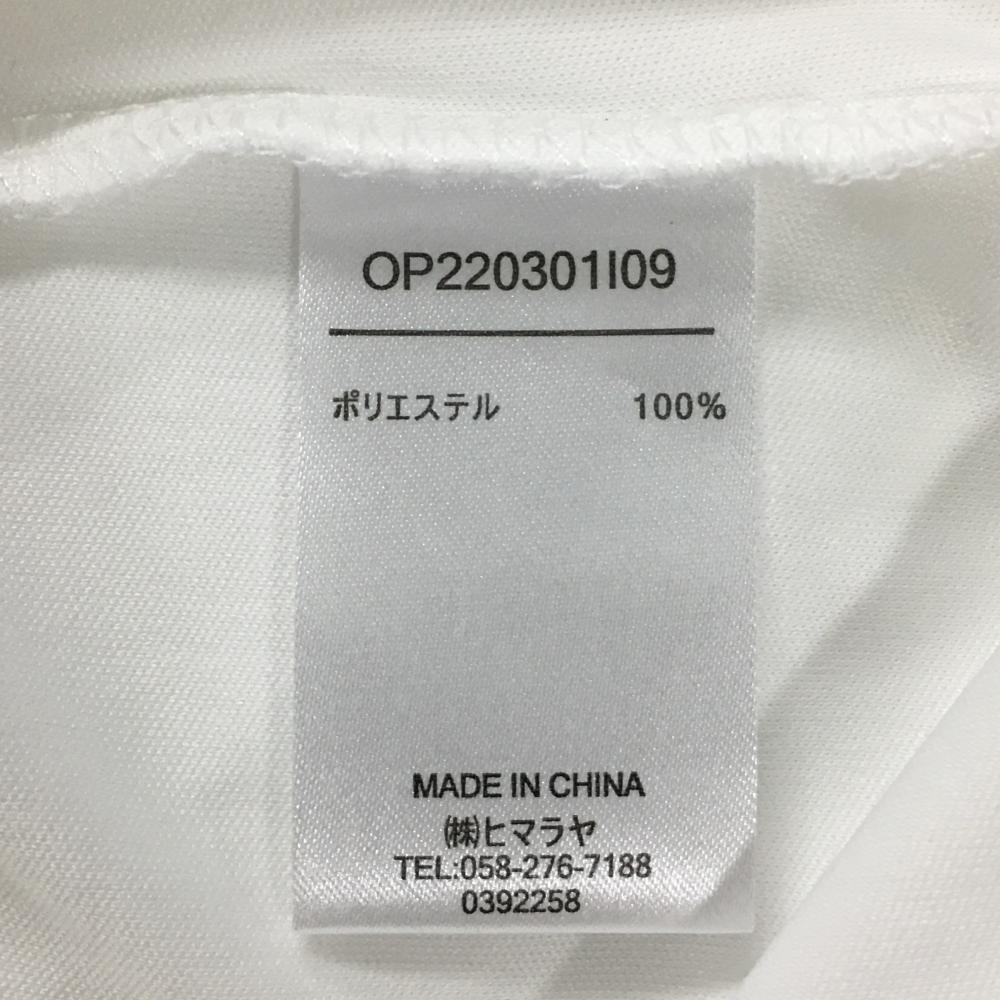 OP220301I09
ポリエステル 100%
MADE IN CHINA
㈱ヒマラヤ
TEL:058-276-7188
0392258